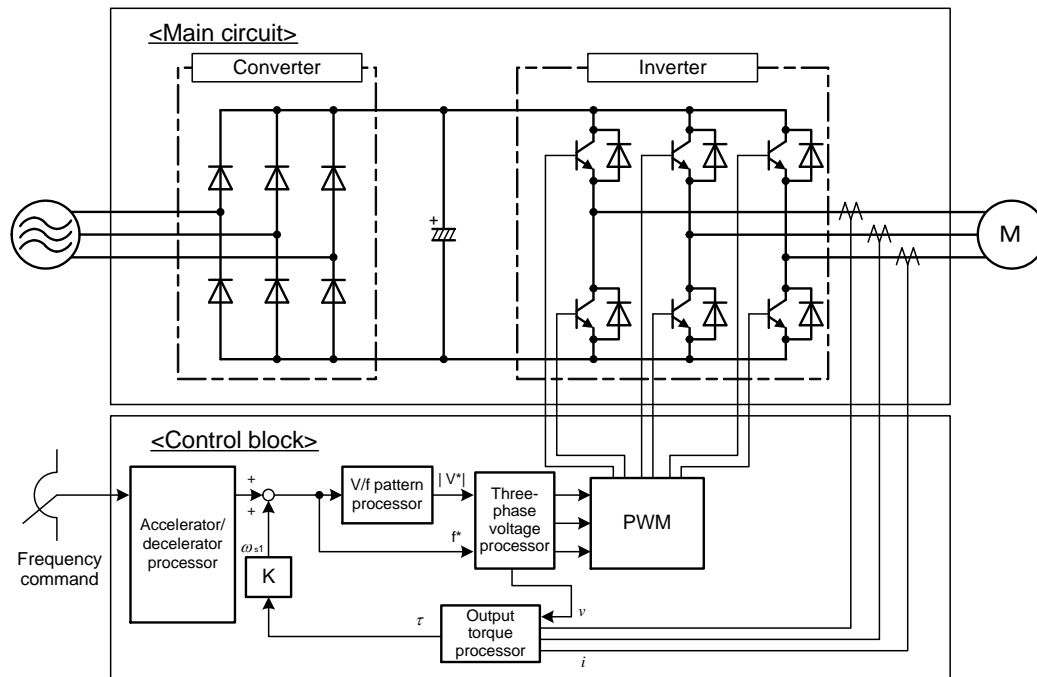 <Main circuit>
Converter
Inverter
+
M
<Control block>
Frequency
command
Accelerator/
decelerator
processor
+
+
ωs1
K
V/f pattern
processor
| V*|
f*
Three-
phase
voltage
processor
PWM
τ
Output
torque
processor
v
i